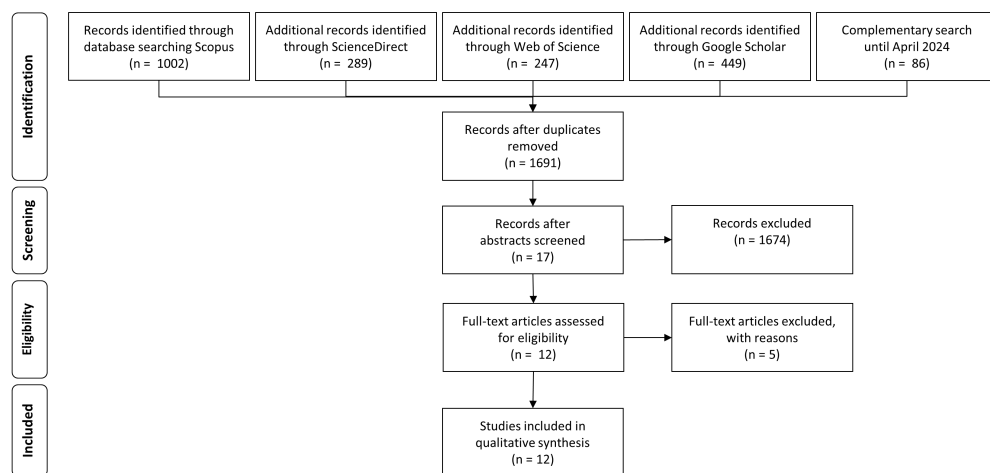 Identification
Records identified through
database searching Scopus
(n = 1002)
Additional records identified
through ScienceDirect
(n = 289)
Additional records identified
through Web of Science
(n = 247)
Additional records identified
through Google Scholar
(n = 449)
Complementary search
until April 2024
(n = 86)
Records after duplicates
removed
(n = 1691)
Screening
Records after
abstracts screened
(n = 17)
Records excluded
(n = 1674)
Eligibility
Full-text articles assessed
for eligibility
(n = 12)
Full-text articles excluded,
with reasons
(n = 5)
Included
Studies included in
qualitative synthesis
(n = 12)